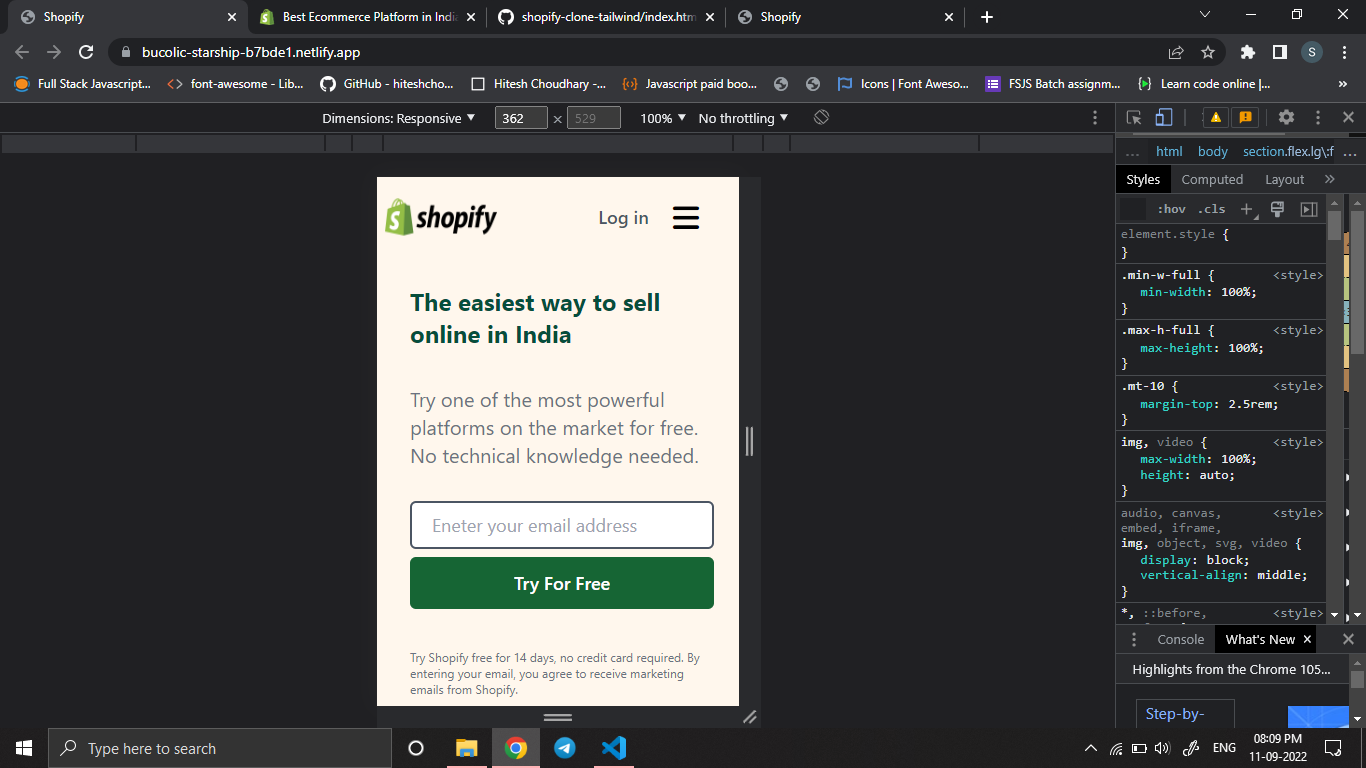 Shopify
Best Ecommerce Platform in India
shopify-clone-tailwind/index.htm
Shopify
bucolic-starship-b7bde1.netlify.app
S
Full Stack Javascript...
font-awesome - Lib...
GitHub - hiteshcho...
Hitesh Choudhary -...
Javascript paid boo...
Icons | Font Aweso...
FSJS Batch assignm...
Learn code online |...
»
Dimensions: Responsive
362 × 529
100%
No throttling
... html body section.flex.lg\:f ...
Styles Computed Layout »
:hov .cls +
element.style {
}
.min-w-full { <style>
min-width: 100%;
}
.max-h-full { <style>
max-height: 100%;
}
.mt-10 { <style>
margin-top: 2.5rem;
}
img, video { <style>
max-width: 100%;
height: auto;
}
audio, canvas, <style>
embed, iframe,
img, object, svg, video {
display: block;
vertical-align: middle;
}
*, ::before, <style>
Console What's New ×
Highlights from the Chrome 105...
Step-by-
shopify
Log in
The easiest way to sell
online in India
Try one of the most powerful
platforms on the market for free.
No technical knowledge needed.
Eneter your email address
Try For Free
Try Shopify free for 14 days, no credit card required. By
entering your email, you agree to receive marketing
emails from Shopify.
Type here to search
ENG
08:09 PM
11-09-2022